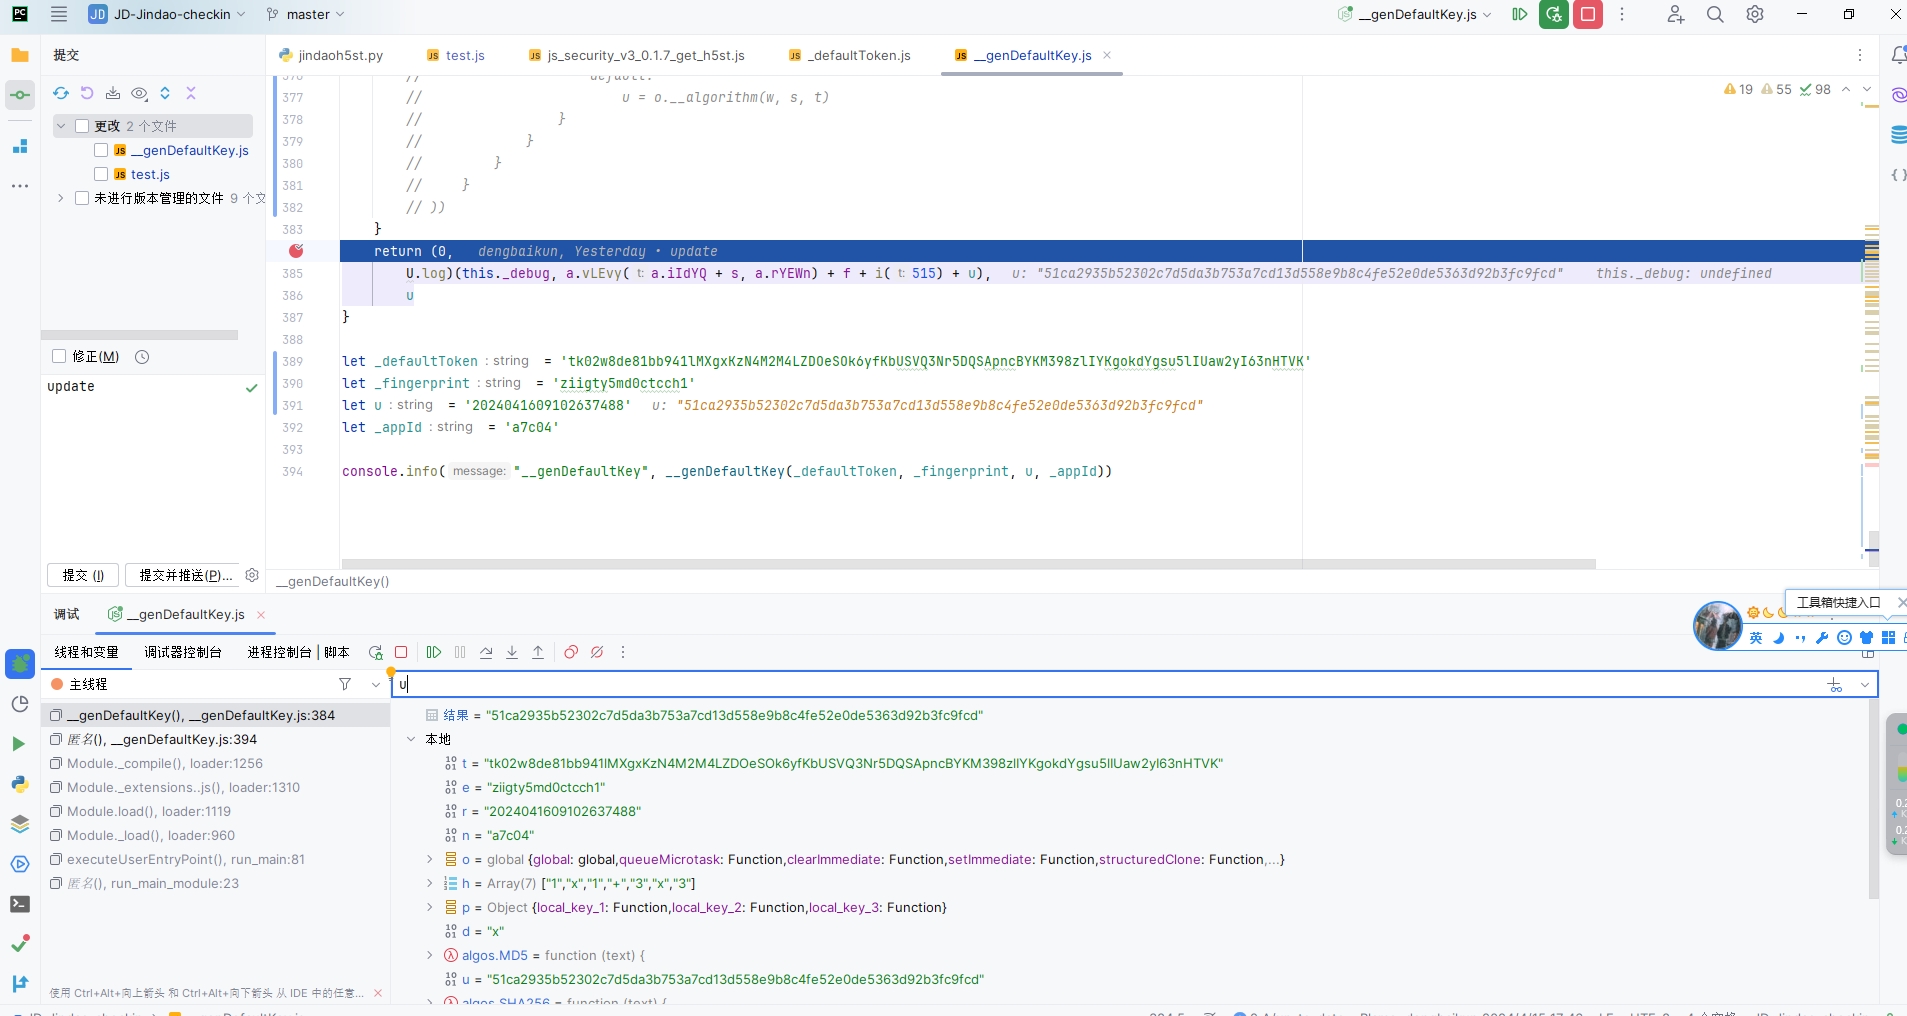 PC JD JD-Jindao-checkin master __genDefaultKey.js
提交
jindaoh5st.py test.js js_security_v3_0.1.7_get_h5st.js _defaultToken.js __genDefaultKey.js
更改 2 个文件
__genDefaultKey.js
test.js
未进行版本管理的文件 9 个文
修正(M)
update
提交 (I) 提交并推送(P)...
19 55 98
376 // default:
377 // u = o.__algorithm(w, s, t)
378 // }
379 // }
380 // }
381 // }
382 // ))
383 }
return (0, dengbaikun, Yesterday • update
385 U.log)(this._debug, a.vLEvy( t: a.iIdYQ + s, a.rYEWn) + f + i( t: 515) + u), u: "51ca2935b52302c7d5da3b753a7cd13d558e9b8c4fe52e0de5363d92b3fc9fcd" this._debug: undefined
386 u
387 }
388
389 let _defaultToken : string = 'tk02w8de81bb941lMXgxKzN4M2M4LZDOeSOk6yfKbUSVQ3Nr5DQSApncBYKM398zlIYKgokdYgsu5lIUaw2yI63nHTVK'
390 let _fingerprint : string = 'ziigty5md0ctcch1'
391 let u : string = '2024041609102637488' u: "51ca2935b52302c7d5da3b753a7cd13d558e9b8c4fe52e0de5363d92b3fc9fcd"
392 let _appId : string = 'a7c04'
393
394 console.info( message: "__genDefaultKey", __genDefaultKey(_defaultToken, _fingerprint, u, _appId))
__genDefaultKey()
调试 __genDefaultKey.js
工具箱快捷入口
英
线程和变量 调试器控制台 进程控制台 脚本
主线程
u
__genDefaultKey(), __genDefaultKey.js:384
匿名(), __genDefaultKey.js:394
Module._compile(), loader:1256
Module._extensions..js(), loader:1310
Module.load(), loader:1119
Module._load(), loader:960
executeUserEntryPoint(), run_main:81
匿名(), run_main_module:23
结果 = "51ca2935b52302c7d5da3b753a7cd13d558e9b8c4fe52e0de5363d92b3fc9fcd"
本地
t = "tk02w8de81bb941lMXgxKzN4M2M4LZDOeSOk6yfKbUSVQ3Nr5DQSApncBYKM398zlIYKgokdYgsu5lIUaw2yI63nHTVK"
e = "ziigty5md0ctcch1"
r = "2024041609102637488"
n = "a7c04"
o = global {global: global,queueMicrotask: Function,clearImmediate: Function,setImmediate: Function,structuredClone: Function,...}
h = Array(7) ["1","x","1","+","3","x","3"]
p = Object {local_key_1: Function,local_key_2: Function,local_key_3: Function}
d = "x"
algos.MD5 = function (text) {
u = "51ca2935b52302c7d5da3b753a7cd13d558e9b8c4fe52e0de5363d92b3fc9fcd"
algos.SHA256 = function (text) {
使用 Ctrl+Alt+向上箭头 和 Ctrl+Alt+向下箭头 从 IDE 中的任意...